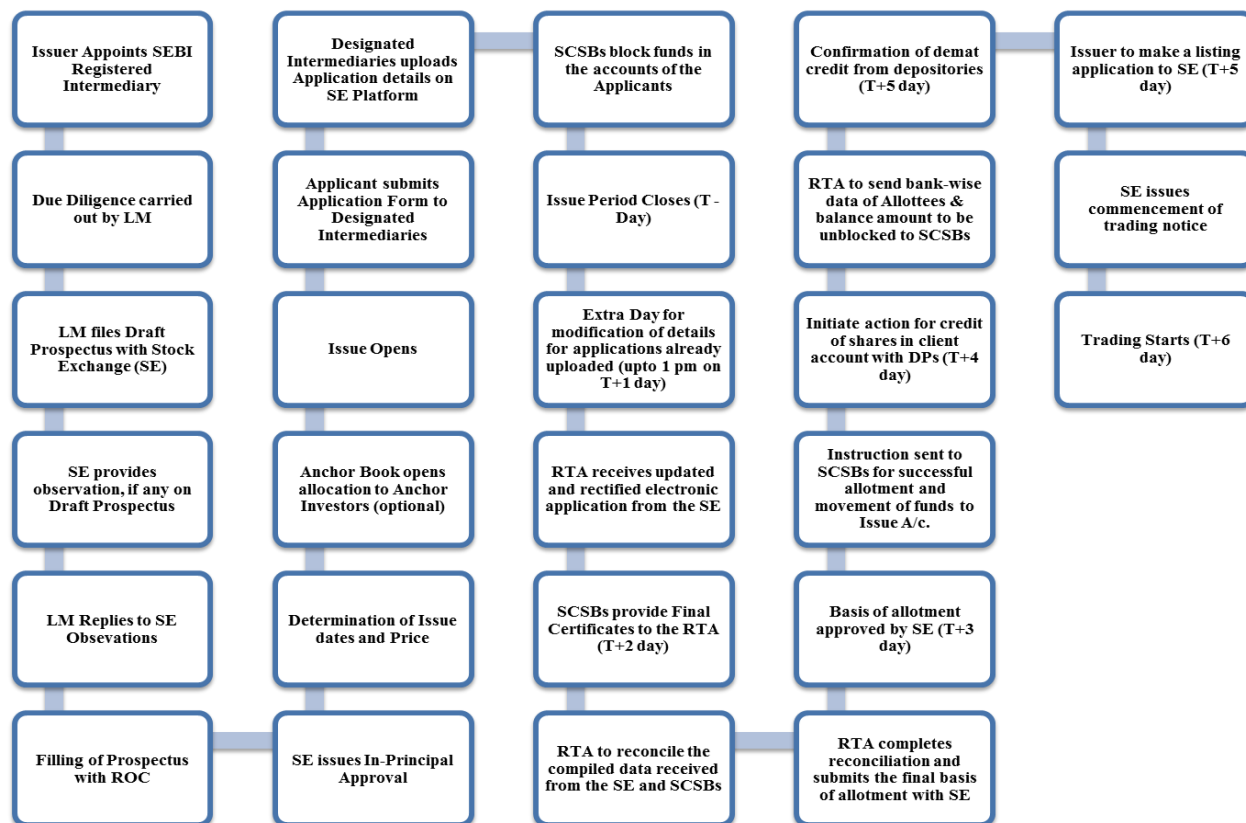 Issuer Appoints SEBI
Registered
Intermediary
Due Diligence carried
out by LM
LM files Draft
Prospectus with Stock
Exchange (SE)
SE provides
observation, if any on
Draft Prospectus
LM Replies to SE
Obsevations
Filling of Prospectus
with ROC
SE issues In-Principal
Approval
Determination of Issue
dates and Price
Anchor Book opens
allocation to Anchor
Investors (optional)
Issue Opens
Applicant submits
Application Form to
Designated
Intermediaries
Designated
Intermediaries uploads
Application details on
SE Platform
SCSBs block funds in
the accounts of the
Applicants
Issue Period Closes (T -
Day)
Extra Day for
modification of details
for applications already
uploaded (upto 1 pm on
T+1 day)
RTA receives updated
and rectified electronic
application from the SE
SCSBs provide Final
Certificates to the RTA
(T+2 day)
RTA to reconcile the
compiled data received
from the SE and SCSBs
RTA completes
reconciliation and
submits the final basis
of allotment with SE
Basis of allotment
approved by SE (T+3
day)
Instruction sent to
SCSBs for successful
allotment and
movement of funds to
Issue A/c.
Initiate action for credit
of shares in client
account with DPs (T+4
day)
RTA to send bank-wise
data of Allottees &
balance amount to be
unblocked to SCSBs
Confirmation of demat
credit from depositories
(T+5 day)
Issuer to make a listing
application to SE (T+5
day)
SE issues
commencement of
trading notice
Trading Starts (T+6
day)